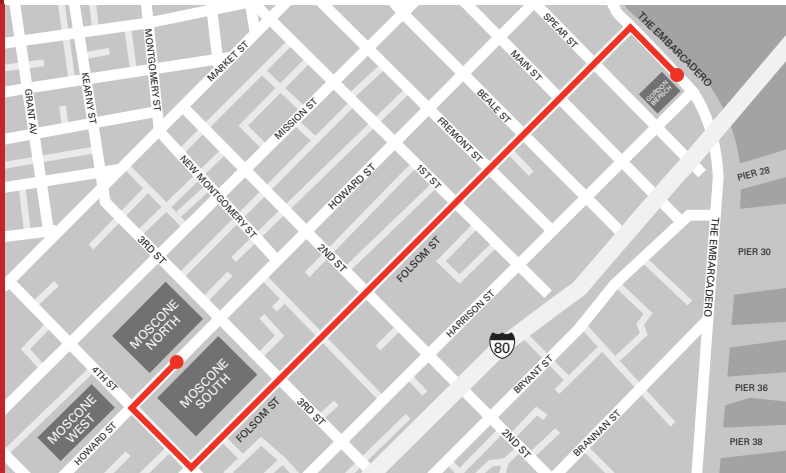 SPEAR ST
THE EMBARCADERO
MONTGOMERY ST
MARKET ST
MAIN ST
KEARNY ST
GRANT AV
BEALE ST
GORDON
BIERSCH
MISSION ST
FREMONT ST
NEW MONTGOMERY ST
HOWARD ST
1ST ST
PIER 28
3RD ST
2ND ST
FOLSOM ST
THE EMBARCADERO
PIER 30
HARRISON ST
MOSCONE
NORTH
80
4TH ST
MOSCONE
SOUTH
BRYANT ST
PIER 36
MOSCONE
WEST
HOWARD ST
FOLSOM ST
3RD ST
2ND ST
BRANNAN ST
PIER 38